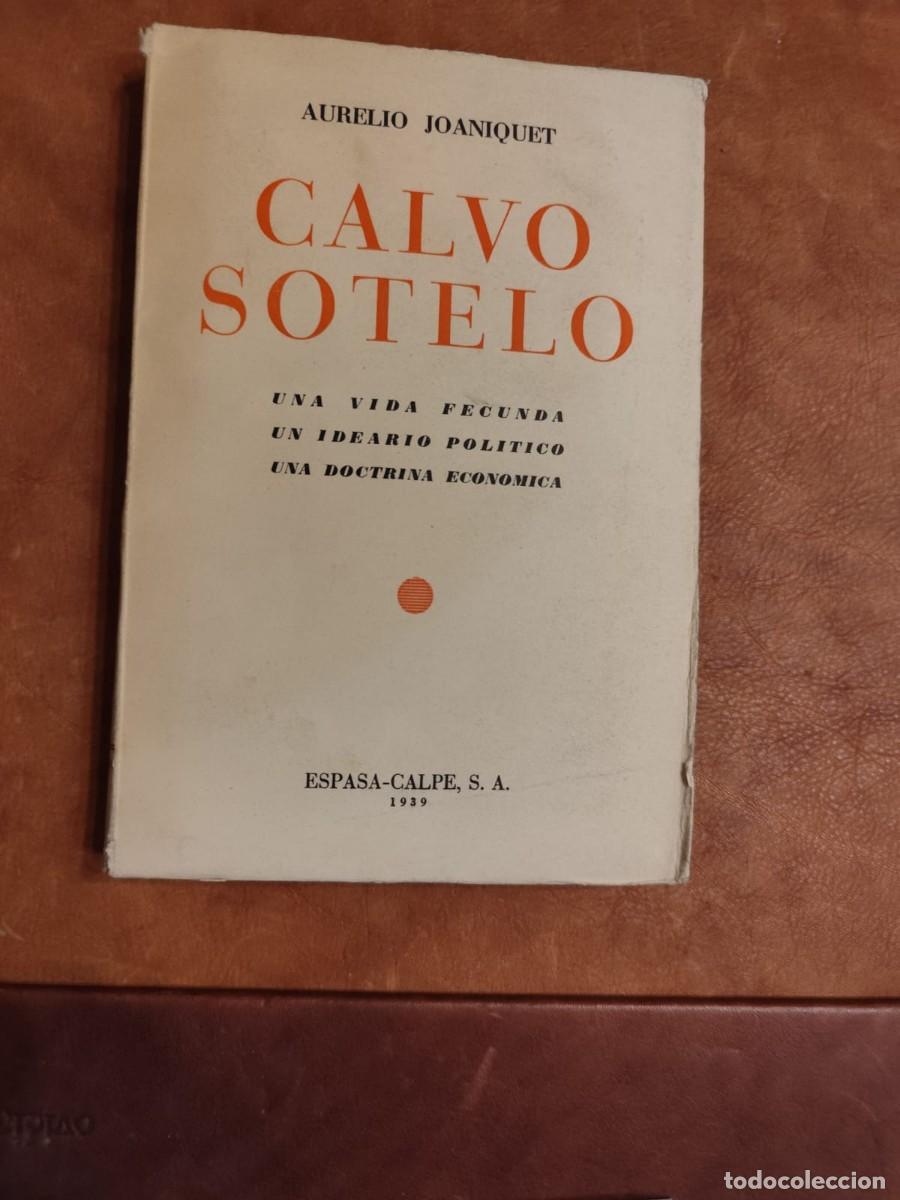 AURELIO JOANIQUET
CALVO
SOTELO
UNA VIDA FECUNDA
UN IDEARIO POLITICO
UNA DOCTRINA ECONOMICA
ESPASA-CALPE, S. A.
1939
todocoleccion